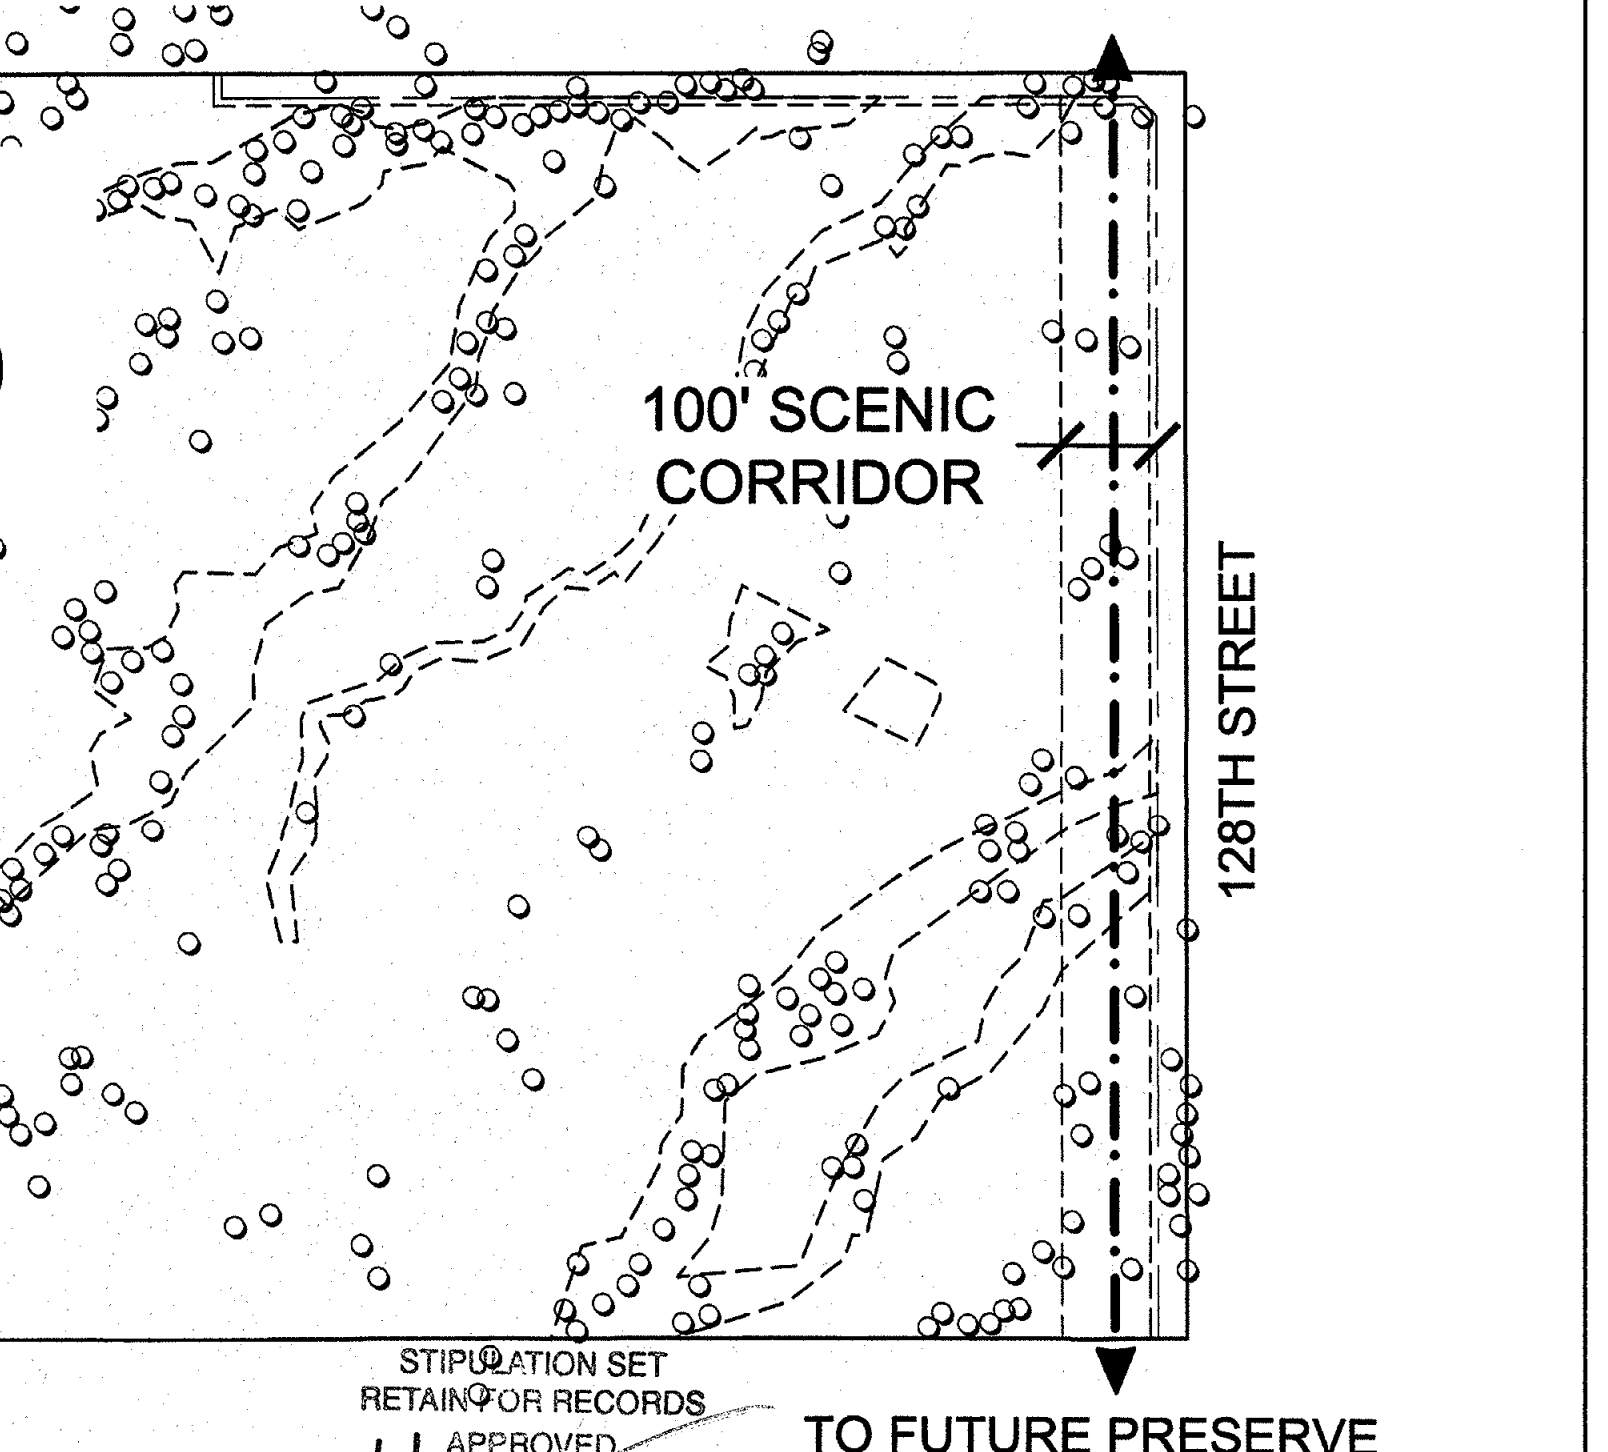 100' SCENIC
CORRIDOR
128TH STREET
STIPULATION SET
RETAIN FOR RECORDS
APPROVED
TO FUTURE PRESERVE